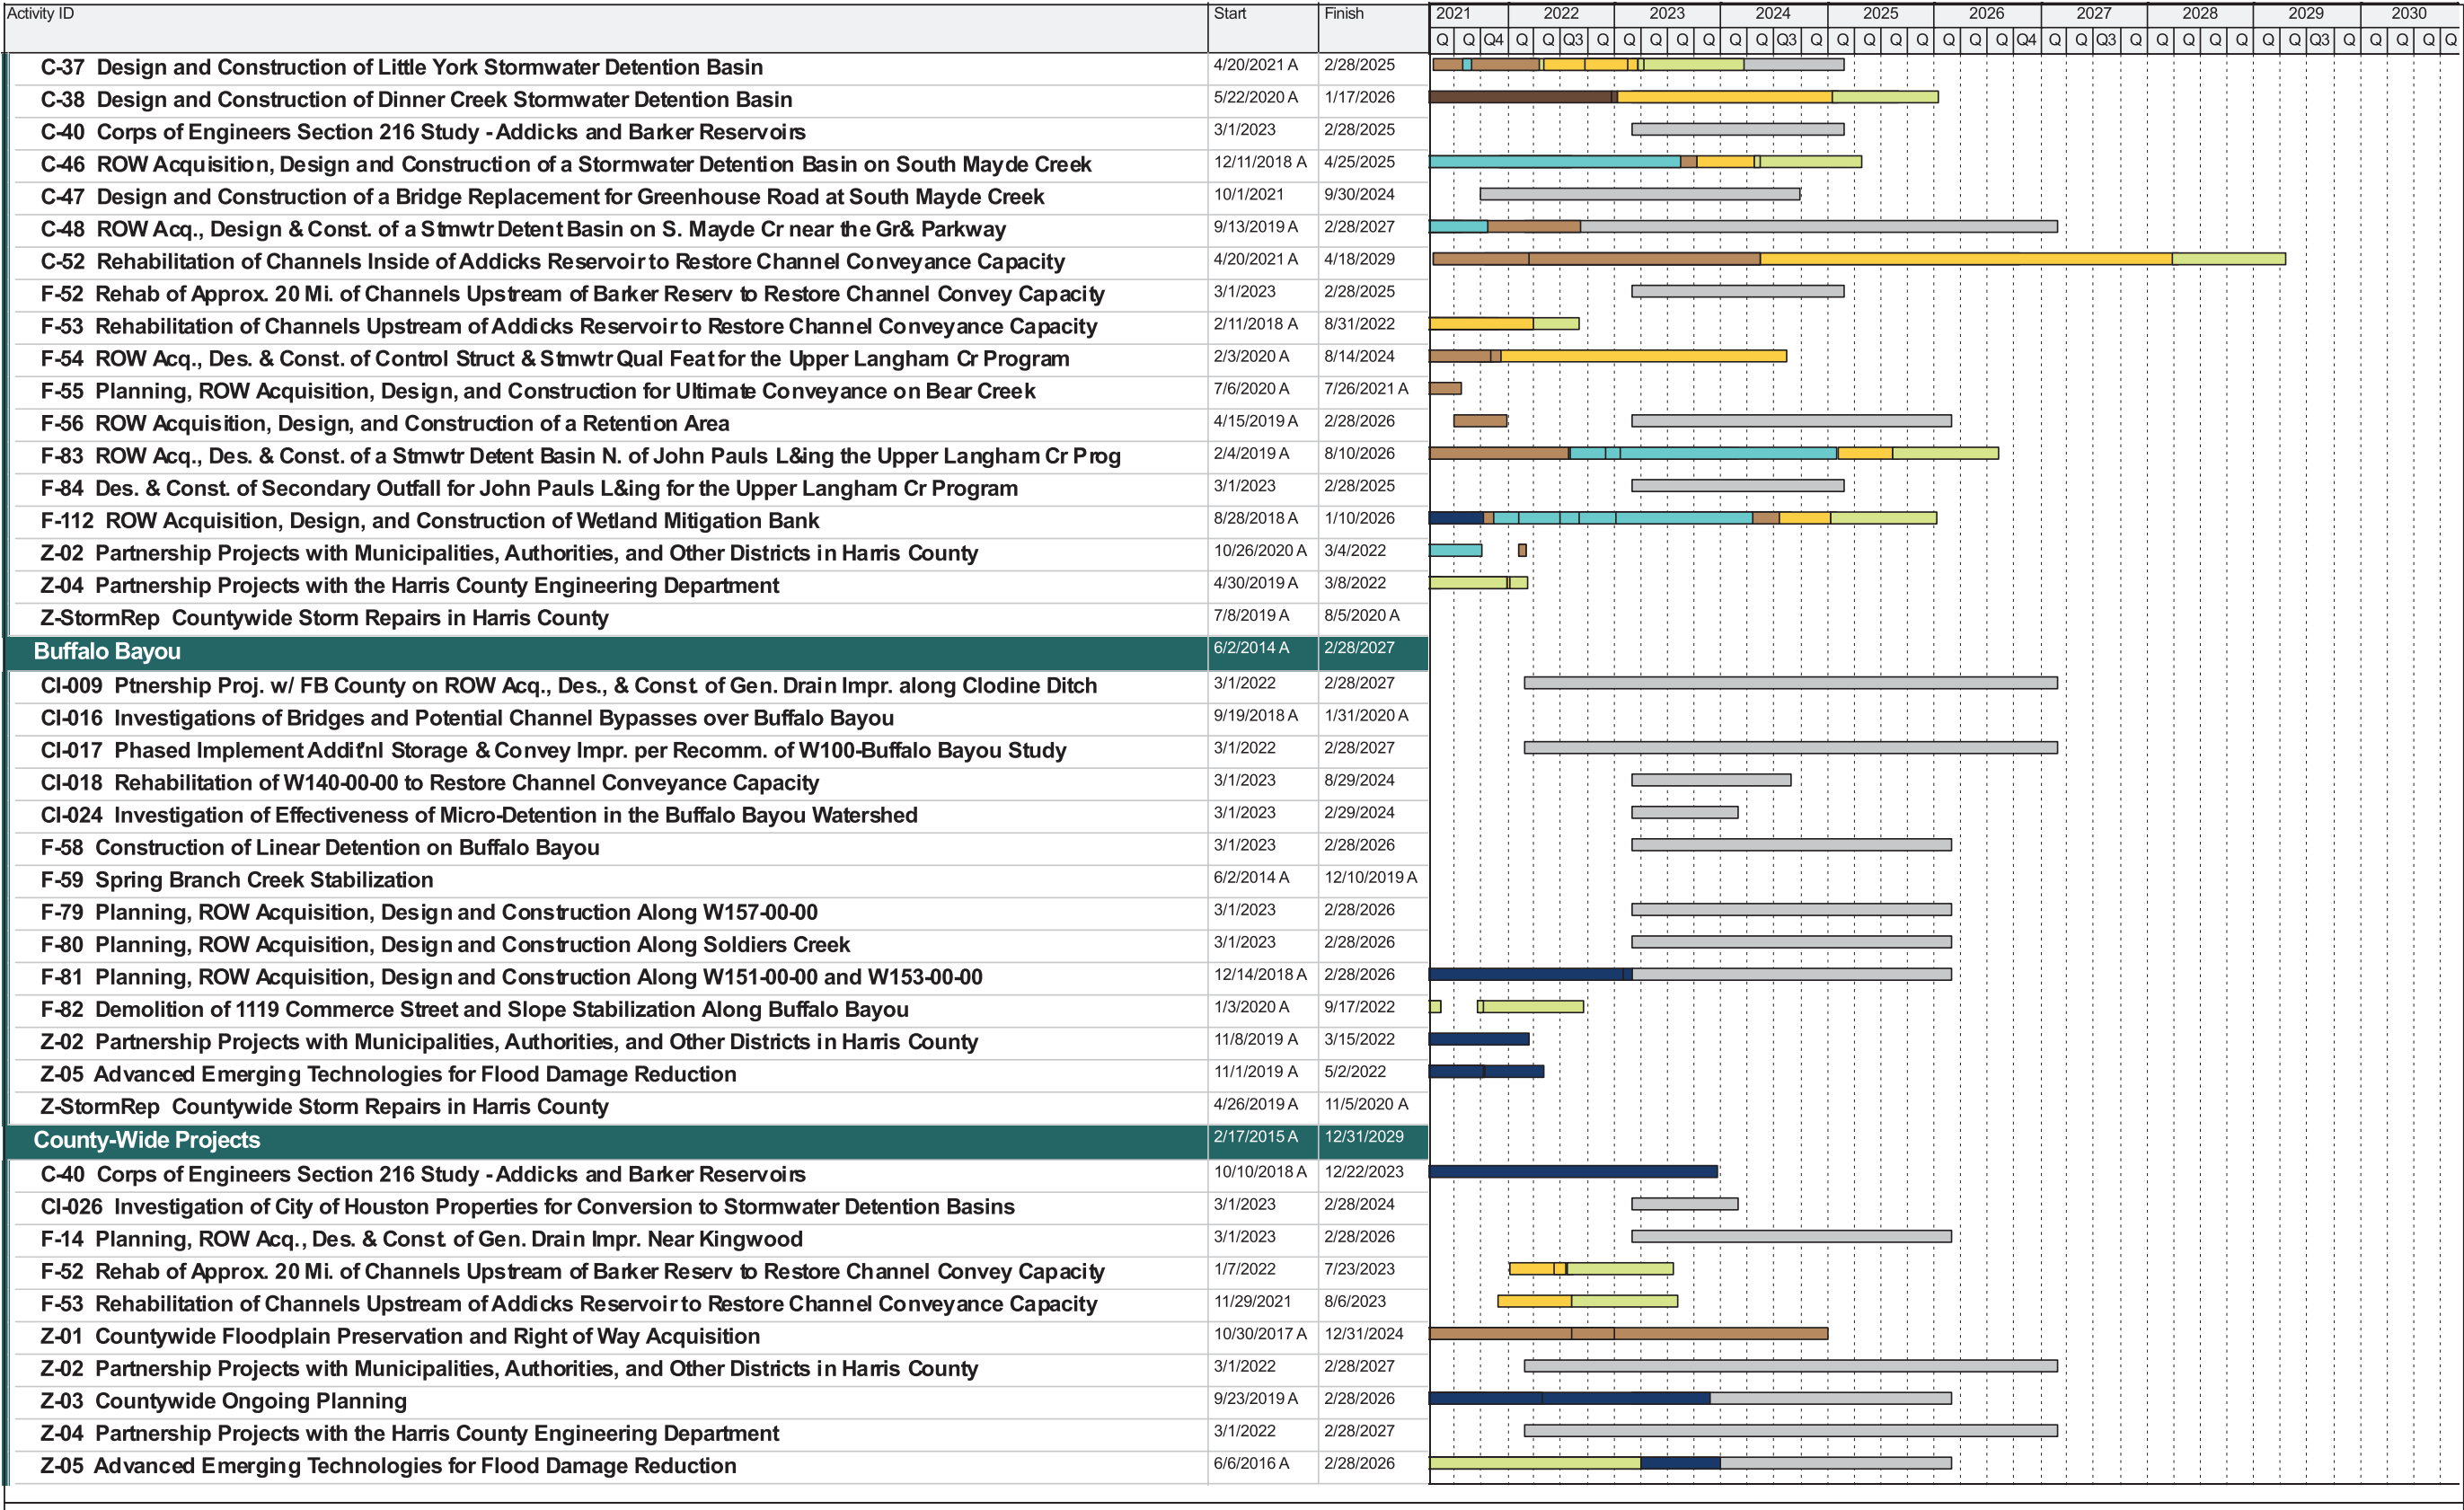 Activity ID Start Finish 2021 2022 2023 2024 2025 2026 2027 2028 2029 2030
Q Q Q4 Q Q Q3 Q Q Q Q Q Q Q3 Q Q Q Q Q Q Q Q Q4 Q Q Q3 Q Q Q Q Q Q Q Q3 Q Q Q Q Q Q
C-37 Design and Construction of Little York Stormwater Detention Basin 4/20/2021 A 2/28/2025
C-38 Design and Construction of Dinner Creek Stormwater Detention Basin 5/22/2020 A 1/17/2026
C-40 Corps of Engineers Section 216 Study - Addicks and Barker Reservoirs 3/1/2023 2/28/2025
C-46 ROW Acquisition, Design and Construction of a Stormwater Detention Basin on South Mayde Creek 12/11/2018 A 4/25/2025
C-47 Design and Construction of a Bridge Replacement for Greenhouse Road at South Mayde Creek 10/1/2021 9/30/2024
C-48 ROW Acq., Design & Const. of a Stmwtr Detent Basin on S. Mayde Cr near the Gr& Parkway 9/13/2019 A 2/28/2027
C-52 Rehabilitation of Channels Inside of Addicks Reservoir to Restore Channel Conveyance Capacity 4/20/2021 A 4/18/2029
F-52 Rehab of Approx. 20 Mi. of Channels Upstream of Barker Reserv to Restore Channel Convey Capacity 3/1/2023 2/28/2025
F-53 Rehabilitation of Channels Upstream of Addicks Reservoir to Restore Channel Conveyance Capacity 2/11/2018 A 8/31/2022
F-54 ROW Acq., Des. & Const. of Control Struct & Stmwtr Qual Feat for the Upper Langham Cr Program 2/3/2020 A 8/14/2024
F-55 Planning, ROW Acquisition, Design, and Construction for Ultimate Conveyance on Bear Creek 7/6/2020 A 7/26/2021 A
F-56 ROW Acquisition, Design, and Construction of a Retention Area 4/15/2019 A 2/28/2026
F-83 ROW Acq., Des. & Const. of a Stmwtr Detent Basin N. of John Pauls L&ing the Upper Langham Cr Prog 2/4/2019 A 8/10/2026
F-84 Des. & Const. of Secondary Outfall for John Pauls L&ing for the Upper Langham Cr Program 3/1/2023 2/28/2025
F-112 ROW Acquisition, Design, and Construction of Wetland Mitigation Bank 8/28/2018 A 1/10/2026
Z-02 Partnership Projects with Municipalities, Authorities, and Other Districts in Harris County 10/26/2020 A 3/4/2022
Z-04 Partnership Projects with the Harris County Engineering Department 4/30/2019 A 3/8/2022
Z-StormRep Countywide Storm Repairs in Harris County 7/8/2019 A 8/5/2020 A
Buffalo Bayou 6/2/2014 A 2/28/2027
CI-009 Ptnership Proj. w/ FB County on ROW Acq., Des., & Const. of Gen. Drain Impr. along Clodine Ditch 3/1/2022 2/28/2027
CI-016 Investigations of Bridges and Potential Channel Bypasses over Buffalo Bayou 9/19/2018 A 1/31/2020 A
CI-017 Phased Implement Addit'nl Storage & Convey Impr. per Recomm. of W100-Buffalo Bayou Study 3/1/2022 2/28/2027
CI-018 Rehabilitation of W140-00-00 to Restore Channel Conveyance Capacity 3/1/2023 8/29/2024
CI-024 Investigation of Effectiveness of Micro-Detention in the Buffalo Bayou Watershed 3/1/2023 2/29/2024
F-58 Construction of Linear Detention on Buffalo Bayou 3/1/2023 2/28/2026
F-59 Spring Branch Creek Stabilization 6/2/2014 A 12/10/2019 A
F-79 Planning, ROW Acquisition, Design and Construction Along W157-00-00 3/1/2023 2/28/2026
F-80 Planning, ROW Acquisition, Design and Construction Along Soldiers Creek 3/1/2023 2/28/2026
F-81 Planning, ROW Acquisition, Design and Construction Along W151-00-00 and W153-00-00 12/14/2018 A 2/28/2026
F-82 Demolition of 1119 Commerce Street and Slope Stabilization Along Buffalo Bayou 1/3/2020 A 9/17/2022
Z-02 Partnership Projects with Municipalities, Authorities, and Other Districts in Harris County 11/8/2019 A 3/15/2022
Z-05 Advanced Emerging Technologies for Flood Damage Reduction 11/1/2019 A 5/2/2022
Z-StormRep Countywide Storm Repairs in Harris County 4/26/2019 A 11/5/2020 A
County-Wide Projects 2/17/2015 A 12/31/2029
C-40 Corps of Engineers Section 216 Study - Addicks and Barker Reservoirs 10/10/2018 A 12/22/2023
CI-026 Investigation of City of Houston Properties for Conversion to Stormwater Detention Basins 3/1/2023 2/28/2024
F-14 Planning, ROW Acq., Des. & Const. of Gen. Drain Impr. Near Kingwood 3/1/2023 2/28/2026
F-52 Rehab of Approx. 20 Mi. of Channels Upstream of Barker Reserv to Restore Channel Convey Capacity 1/7/2022 7/23/2023
F-53 Rehabilitation of Channels Upstream of Addicks Reservoir to Restore Channel Conveyance Capacity 11/29/2021 8/6/2023
Z-01 Countywide Floodplain Preservation and Right of Way Acquisition 10/30/2017 A 12/31/2024
Z-02 Partnership Projects with Municipalities, Authorities, and Other Districts in Harris County 3/1/2022 2/28/2027
Z-03 Countywide Ongoing Planning 9/23/2019 A 2/28/2026
Z-04 Partnership Projects with the Harris County Engineering Department 3/1/2022 2/28/2027
Z-05 Advanced Emerging Technologies for Flood Damage Reduction 6/6/2016 A 2/28/2026